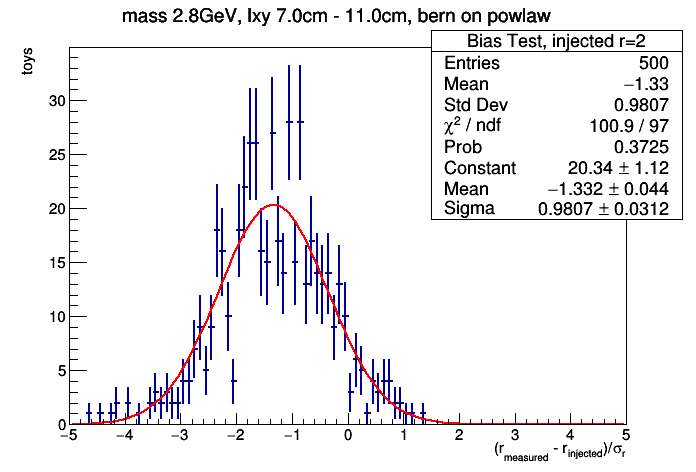 mass 2.8GeV, lxy 7.0cm - 11.0cm, bern on powlaw
Bias Test, injected r=2
Entries 500
Mean −1.33
Std Dev 0.9807
χ² / ndf 100.9 / 97
Prob 0.3725
Constant 20.34 ± 1.12
Mean −1.332 ± 0.044
Sigma 0.9807 ± 0.0312
toys
30
25
20
15
10
5
0
−5 −4 −3 −2 −1 0 1 2 3 4 5
(r_measured - r_injected)/σ_r